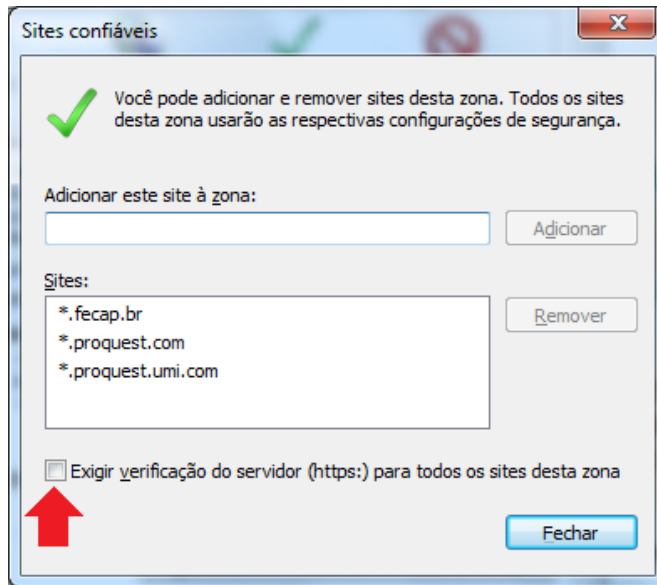 Sites confiáveis
Você pode adicionar e remover sites desta zona. Todos os sites
desta zona usarão as respectivas configurações de segurança.
Adicionar este site à zona:
Adicionar
Sites:
*.fecap.br
*.proquest.com
*.proquest.umi.com
Remover
Exigir verificação do servidor (https:) para todos os sites desta zona
Fechar